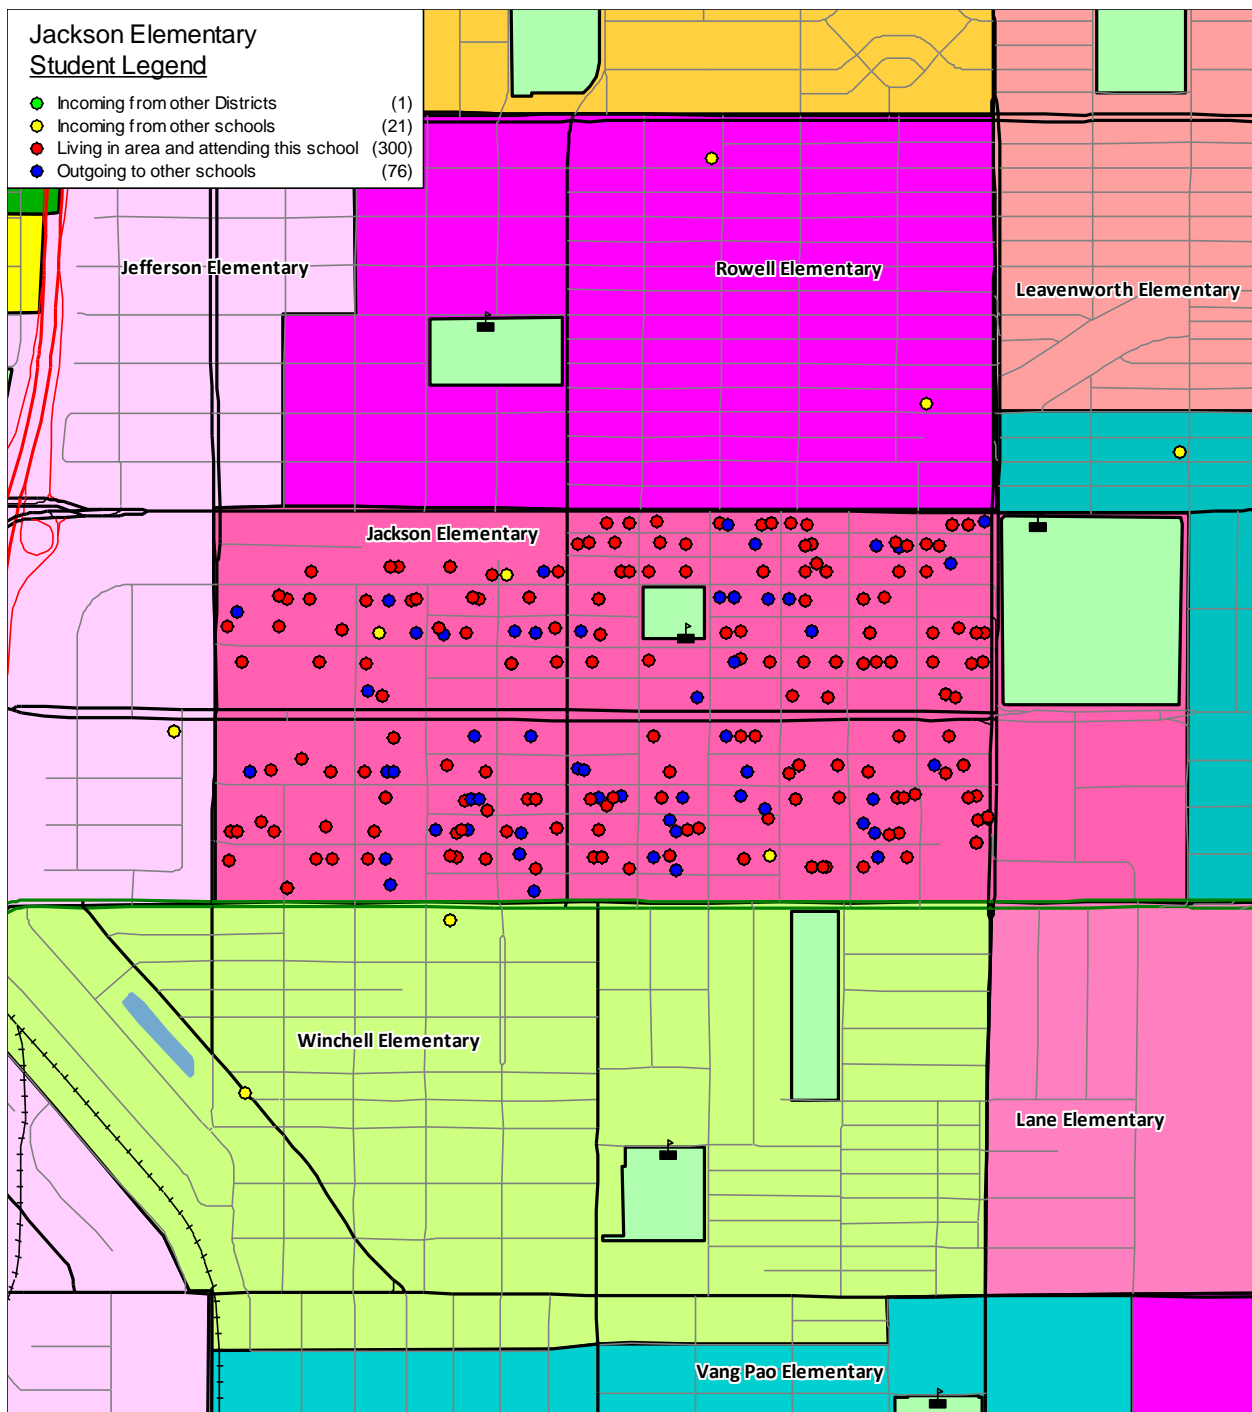 Jackson Elementary
Student Legend
Incoming from other Districts (1)
Incoming from other schools (21)
Living in area and attending this school (300)
Outgoing to other schools (76)
Jefferson Elementary
Rowell Elementary
Leavenworth Elementary
Jackson Elementary
Winchell Elementary
Lane Elementary
Vang Pao Elementary